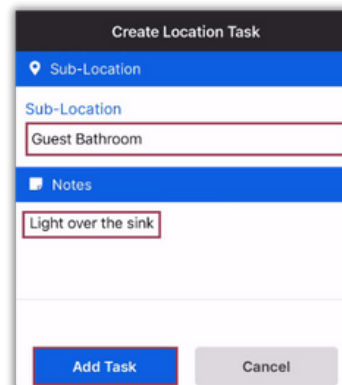 Create Location Task
Sub-Location
Sub-Location
Guest Bathroom
Notes
Light over the sink
Add Task
Cancel